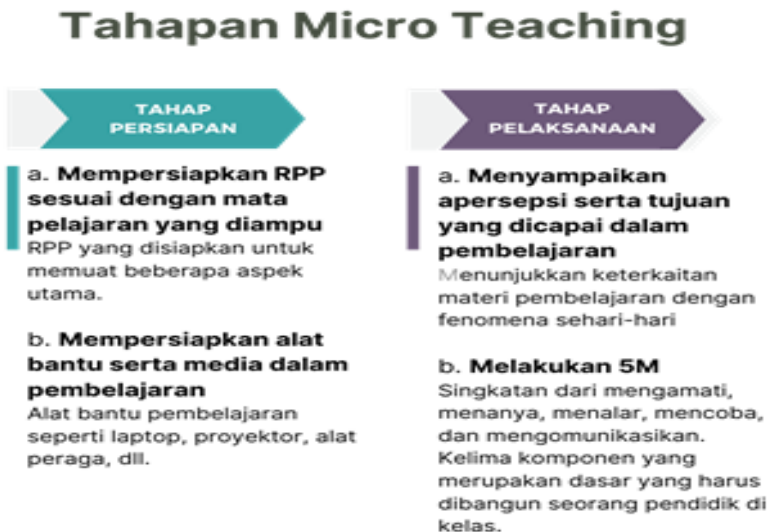 Tahapan Micro Teaching
TAHAP
PERSIAPAN
a. Mempersiapkan RPP
sesuai dengan mata
pelajaran yang diampu
RPP yang disiapkan untuk
memuat beberapa aspek
utama.
b. Mempersiapkan alat
bantu serta media dalam
pembelajaran
Alat bantu pembelajaran
seperti laptop, proyektor, alat
peraga, dll.
TAHAP
PELAKSANAAN
a. Menyampaikan
apersepsi serta tujuan
yang dicapai dalam
pembelajaran
Menunjukkan keterkaitan
materi pembelajaran dengan
fenomena sehari-hari
b. Melakukan 5M
Singkatan dari mengamati,
menanya, menalar, mencoba,
dan mengomunikasikan.
Kelima komponen yang
merupakan dasar yang harus
dibangun seorang pendidik di
kelas.